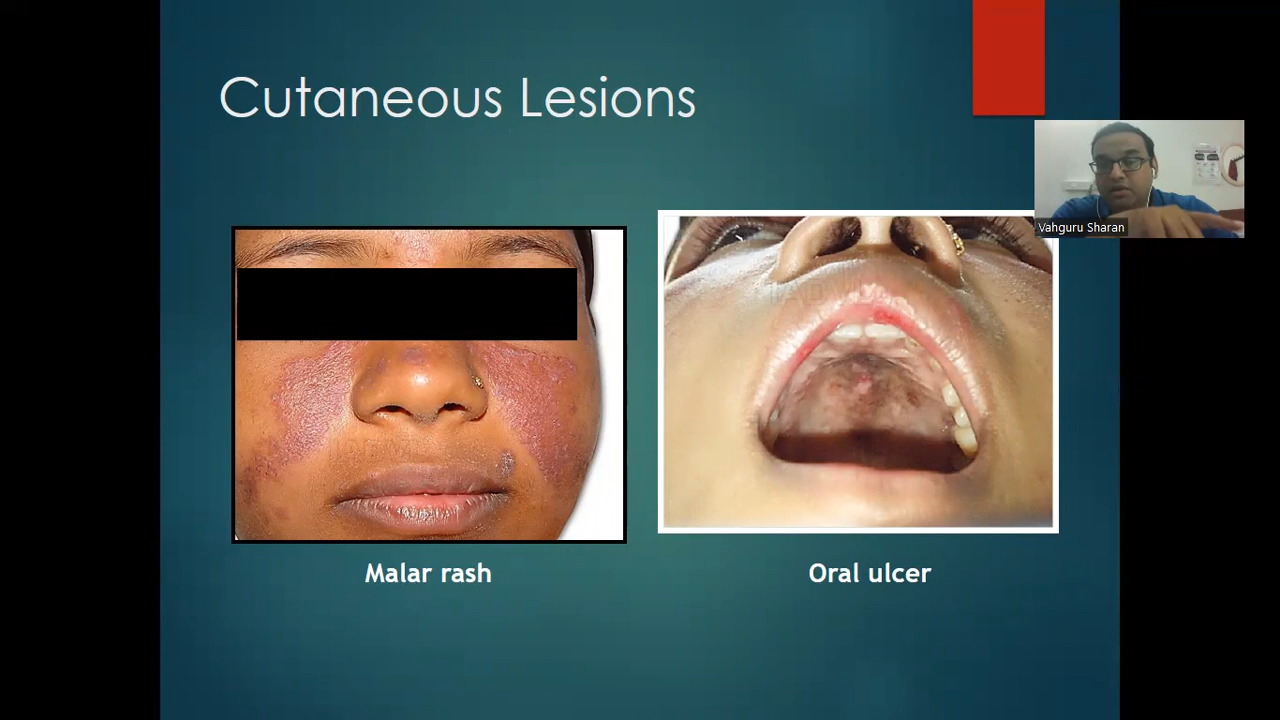 Cutaneous Lesions
Vahguru Sharan
Malar rash
Oral ulcer